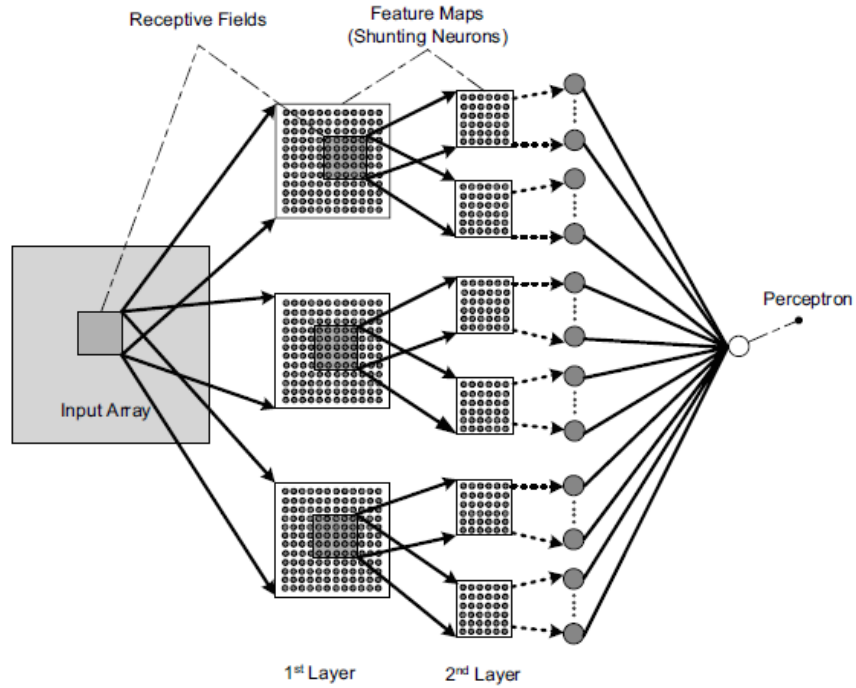 Receptive Fields
Feature Maps
(Shunting Neurons)
Perceptron
Input Array
1st Layer
2nd Layer